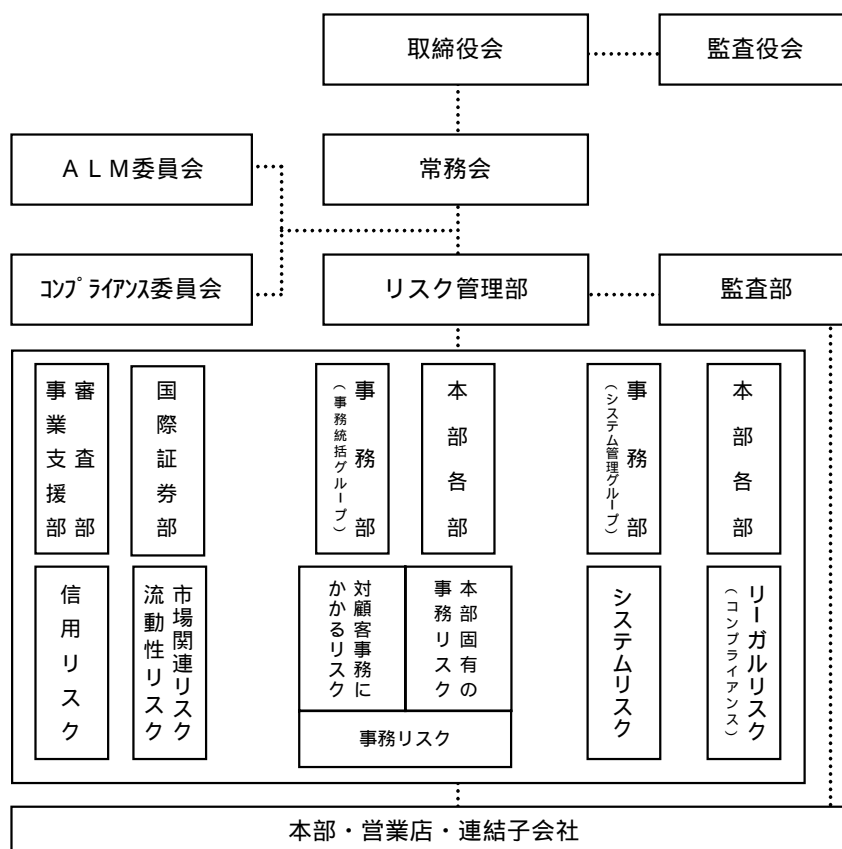 取締役会
監査役会
ＡＬＭ委員会
常務会
ｺﾝﾌﾟﾗｲｱﾝｽ委員会
リスク管理部
監査部
審査部
事業支援部
国際証券部
事務部
（事務統括グループ）
本部各部
事務部
（システム管理グループ）
本部各部
信用リスク
市場関連リスク
流動性リスク
対顧客事務に
かかるリスク
本部固有の
事務リスク
事務リスク
システムリスク
リーガルリスク
（コンプライアンス）
本部・営業店・連結子会社